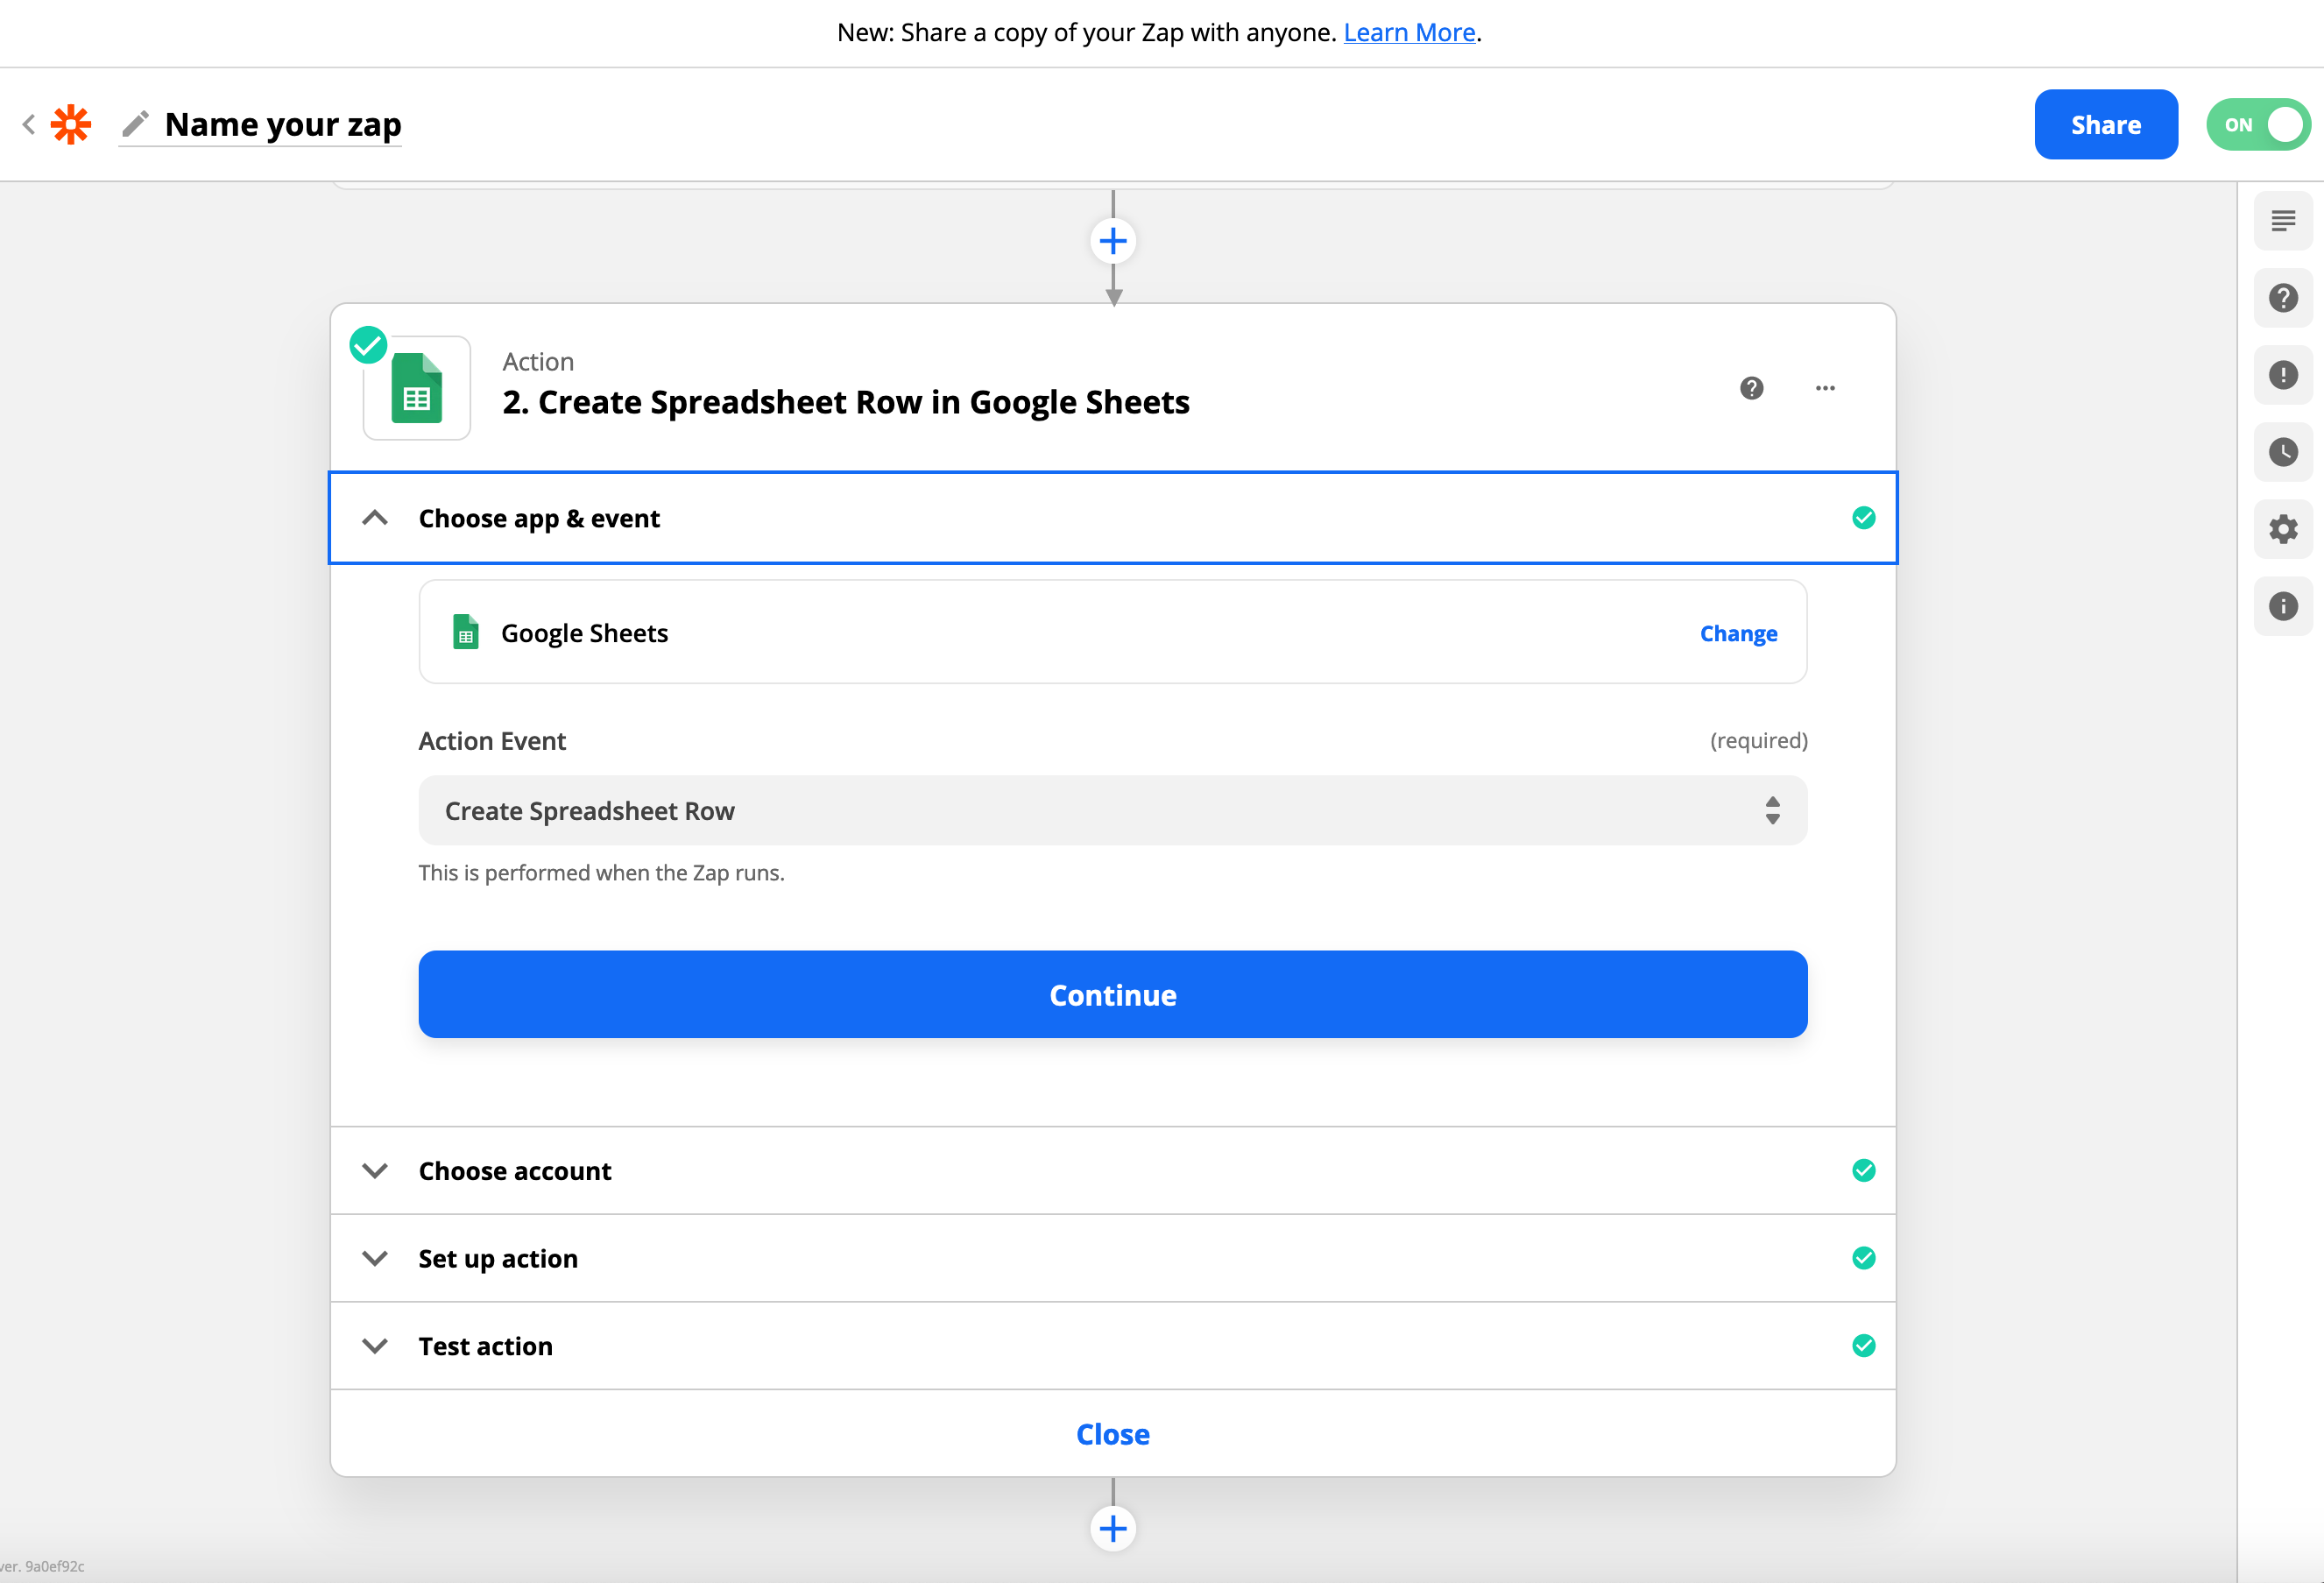 New: Share a copy of your Zap with anyone. Learn More.
Name your zap
Share
ON
Action
2. Create Spreadsheet Row in Google Sheets
Choose app & event
Google Sheets
Change
Action Event
(required)
Create Spreadsheet Row
This is performed when the Zap runs.
Continue
Choose account
Set up action
Test action
Close
ver. 9a0ef92c